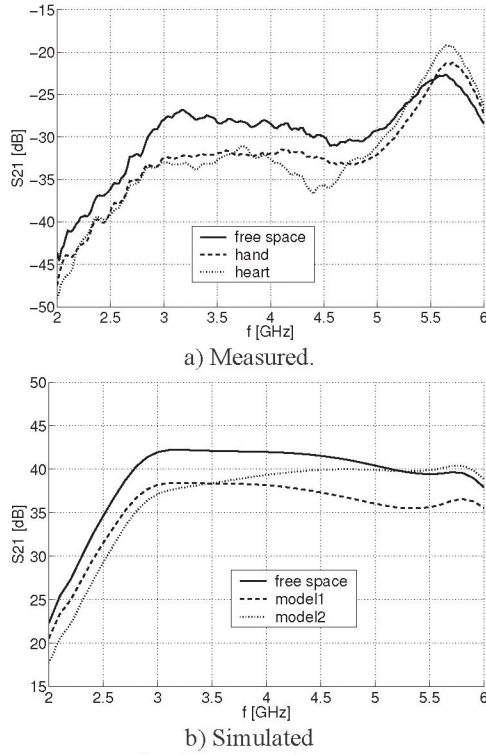 −15
−20
−25
−30
−35
−40
−45
−50
S21 [dB]
free space
hand
heart
2 2.5 3 3.5 4 4.5 5 5.5 6
f [GHz]
a) Measured.
50
45
40
35
30
25
20
15
S21 [dB]
free space
model1
model2
2 2.5 3 3.5 4 4.5 5 5.5 6
f [GHz]
b) Simulated